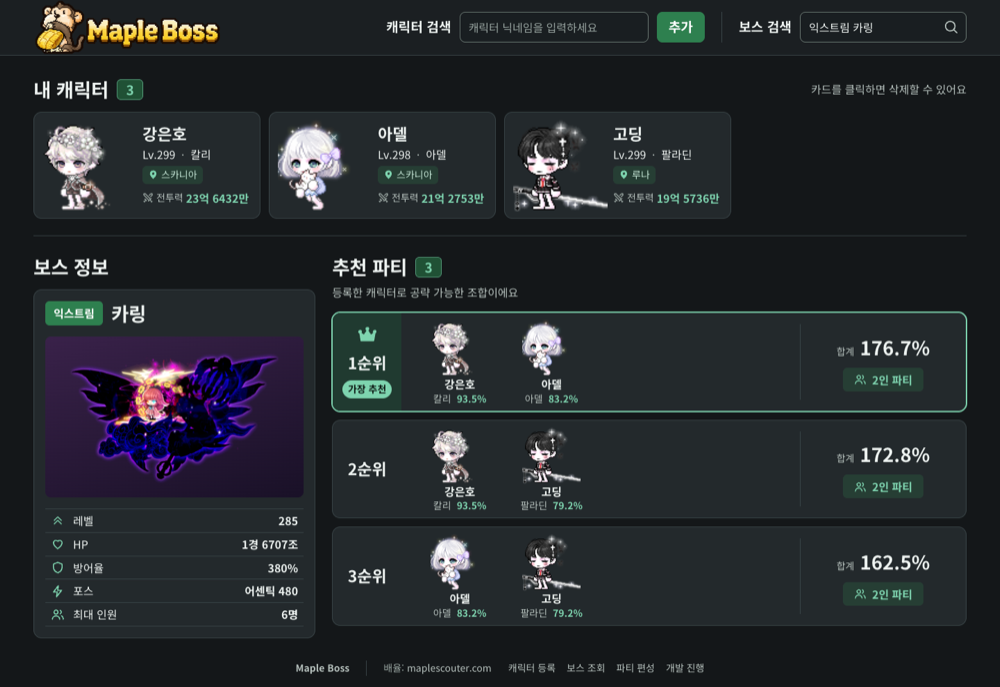 Maple Boss
캐릭터 검색 캐릭터 닉네임을 입력하세요 추가 보스 검색 익스트림 카링
내 캐릭터 3 카드를 클릭하면 삭제할 수 있어요
강은호
Lv.299 · 칼리
스카니아
전투력 23억 6432만
아델
Lv.298 · 아델
스카니아
전투력 21억 2753만
고딩
Lv.299 · 팔라딘
루나
전투력 19억 5736만
보스 정보
익스트림 카링
레벨 285
HP 1경 6707조
방어율 380%
포스 어센틱 480
최대 인원 6명
추천 파티 3
등록한 캐릭터로 공략 가능한 조합이에요
1순위
가장 추천
강은호
칼리 93.5%
아델
아델 83.2%
합계 176.7%
2인 파티
2순위
강은호
칼리 93.5%
고딩
팔라딘 79.2%
합계 172.8%
2인 파티
3순위
아델
아델 83.2%
고딩
팔라딘 79.2%
합계 162.5%
2인 파티
Maple Boss 배율: maplescouter.com 캐릭터 등록 보스 조회 파티 편성 개발 진행